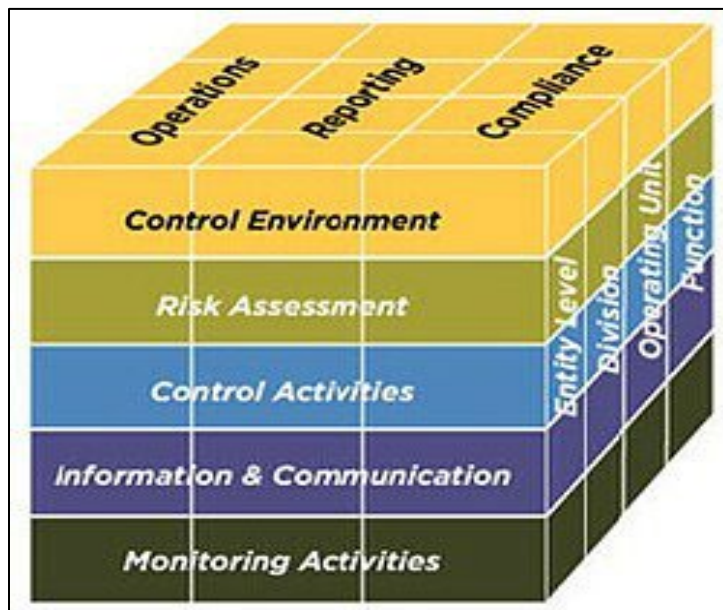 Operations
Reporting
Compliance
Control Environment
Risk Assessment
Control Activities
Information & Communication
Monitoring Activities
Entity Level
Division
Operating Unit
Function